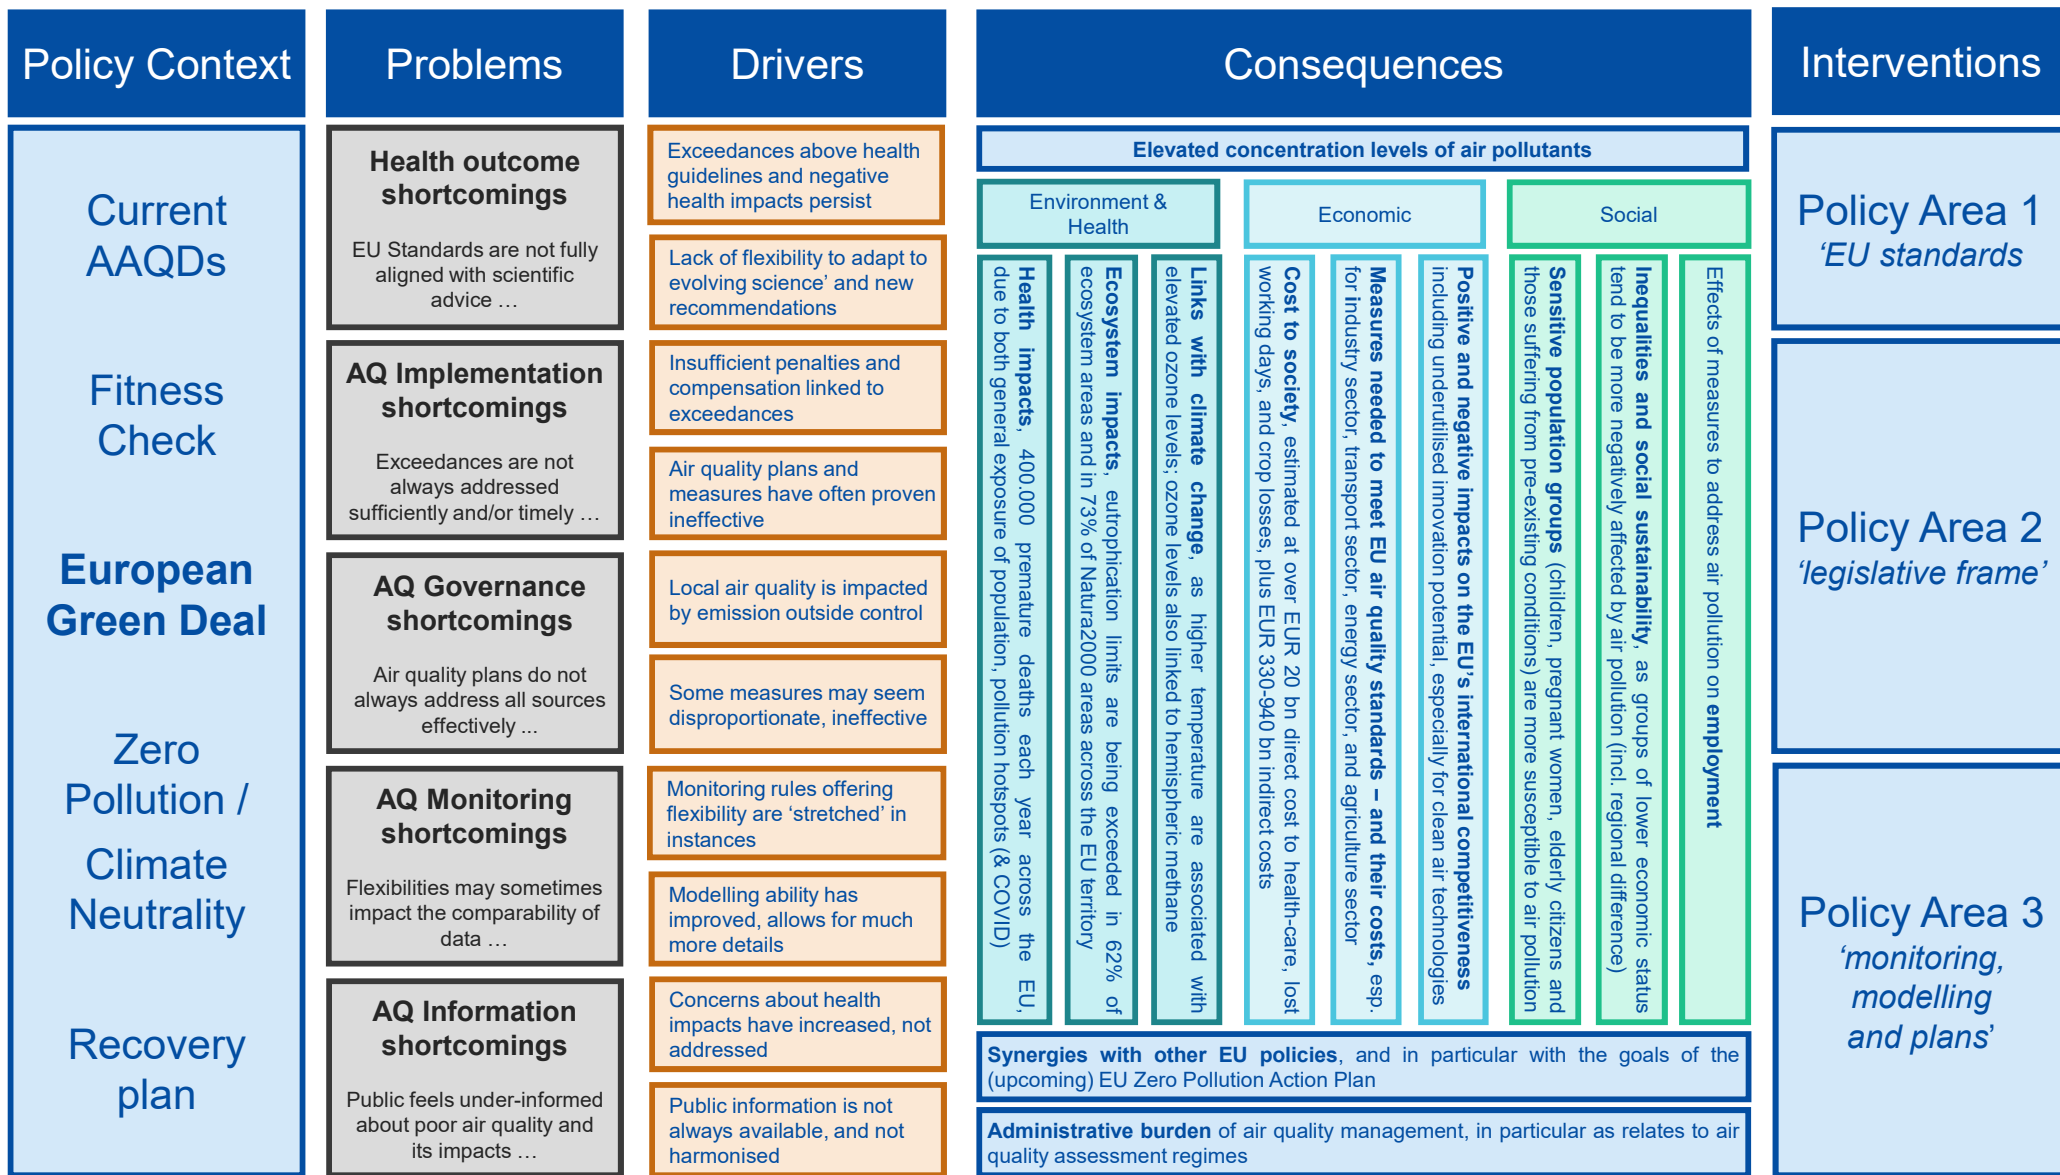 Policy Context
Problems
Drivers
Consequences
Interventions
Current
AAQDs
Fitness
Check
European
Green Deal
Zero
Pollution /
Climate
Neutrality
Recovery
plan
Health outcome
shortcomings
EU Standards are not fully
aligned with scientific
advice …
AQ Implementation
shortcomings
Exceedances are not
always addressed
sufficiently and/or timely …
AQ Governance
shortcomings
Air quality plans do not
always address all sources
effectively ...
AQ Monitoring
shortcomings
Flexibilities may sometimes
impact the comparability of
data …
AQ Information
shortcomings
Public feels under-informed
about poor air quality and
its impacts …
Exceedances above health
guidelines and negative
health impacts persist
Lack of flexibility to adapt to
evolving science’ and new
recommendations
Insufficient penalties and
compensation linked to
exceedances
Air quality plans and
measures have often proven
ineffective
Local air quality is impacted
by emission outside control
Some measures may seem
disproportionate, ineffective
Monitoring rules offering
flexibility are ‘stretched’ in
instances
Modelling ability has
improved, allows for much
more details
Concerns about health
impacts have increased, not
addressed
Public information is not
always available, and not
harmonised
Elevated concentration levels of air pollutants
Environment &
Health
Economic
Social
Health impacts, 400.000 premature deaths each year across the EU,
due to both general exposure of population, pollution hotspots (& COVID)
Ecosystem impacts, eutrophication limits are being exceeded in 62% of
ecosystem areas and in 73% of Natura2000 areas across the EU territory
Links with climate change, as higher temperature are associated with
elevated ozone levels; ozone levels also linked to hemispheric methane
Cost to society, estimated at over EUR 20 bn direct cost to health-care, lost
working days, and crop losses, plus EUR 330-940 bn indirect costs
Measures needed to meet EU air quality standards – and their costs, esp.
for industry sector, transport sector, energy sector, and agriculture sector
Positive and negative impacts on the EU’s international competitiveness
including underutilised innovation potential, especially for clean air technologies
Sensitive population groups (children, pregnant women, elderly citizens and
those suffering from pre-existing conditions) are more susceptible to air pollution
Inequalities and social sustainability, as groups of lower economic status
tend to be more negatively affected by air pollution (incl. regional difference)
Effects of measures to address air pollution on employment
Synergies with other EU policies, and in particular with the goals of the
(upcoming) EU Zero Pollution Action Plan
Administrative burden of air quality management, in particular as relates to air
quality assessment regimes
Policy Area 1
‘EU standards
Policy Area 2
‘legislative frame’
Policy Area 3
‘monitoring,
modelling
and plans’